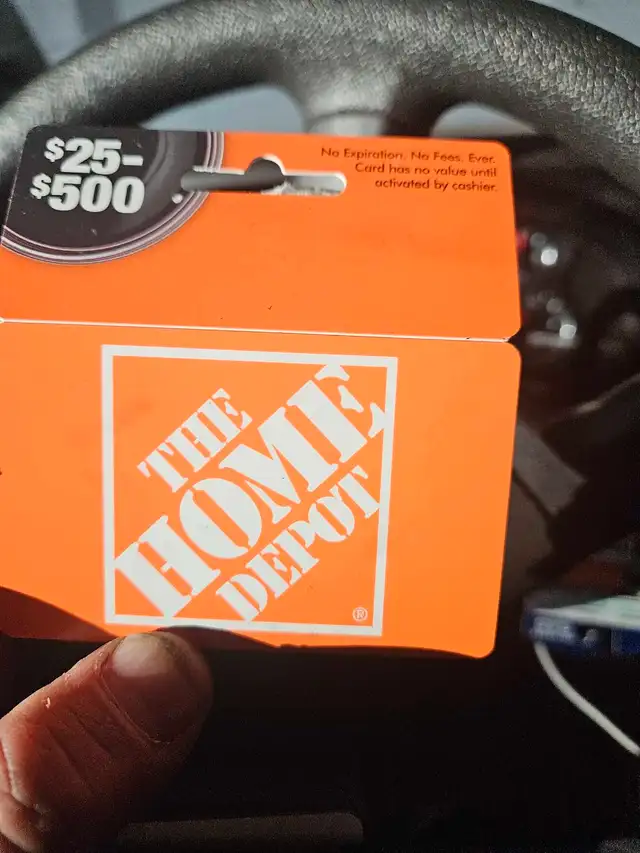 $25-
$500
No Expiration. No Fees. Ever.
Card has no value until
activated by cashier.
THE
HOME
DEPOT
®